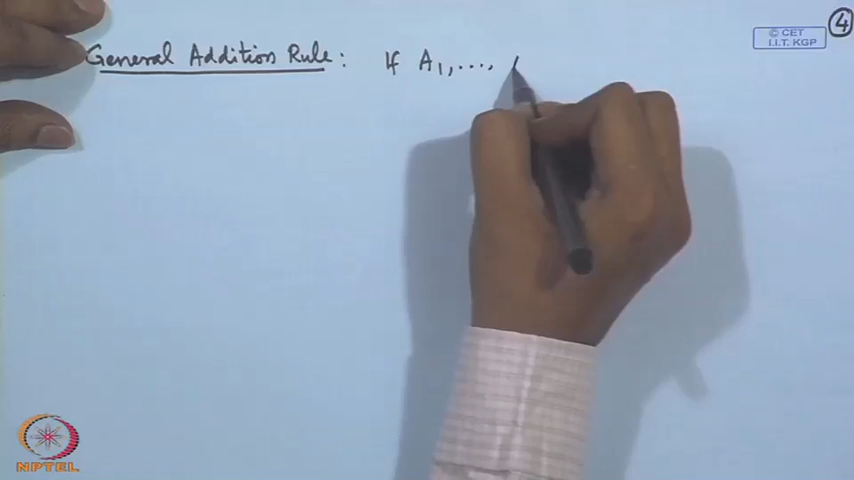 General Addition Rule: If A1, ...,
© CET
I.I.T. KGP
4
NPTEL